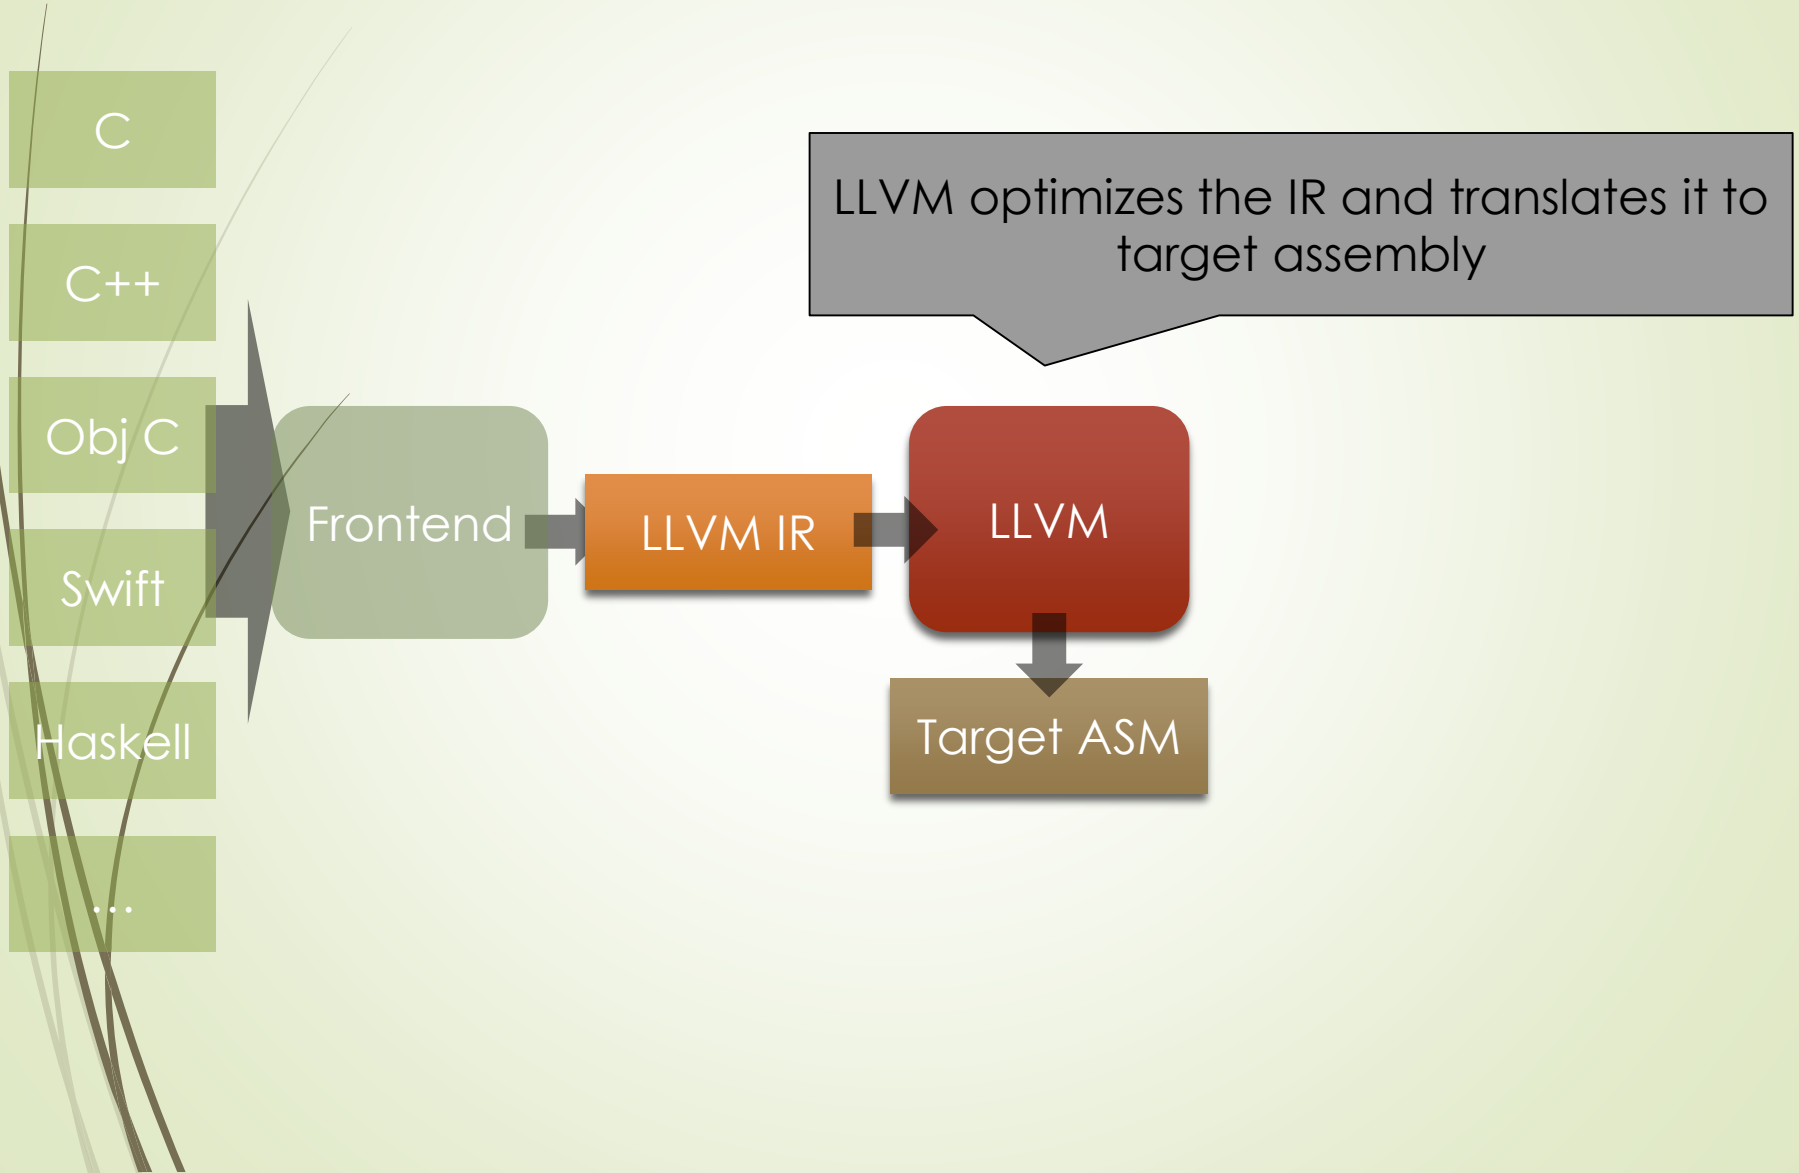 C
C++
Obj C
Swift
Haskell
...
Frontend
LLVM IR
LLVM
Target ASM
LLVM optimizes the IR and translates it to
target assembly